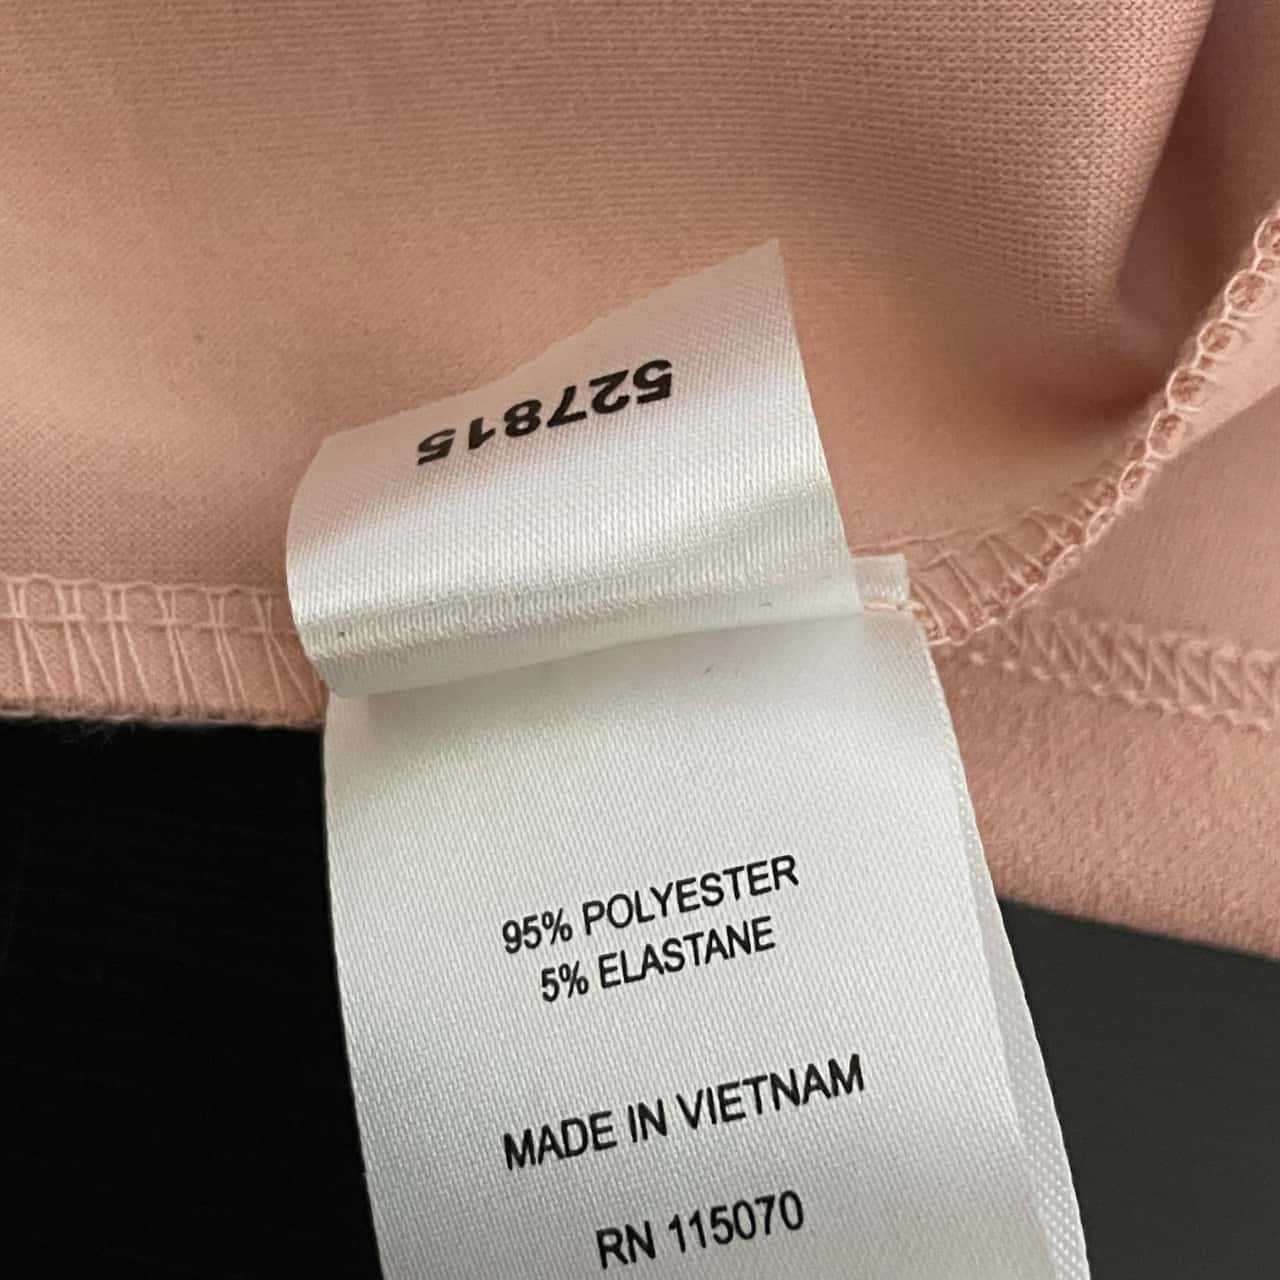 527815
95% POLYESTER
5% ELASTANE
MADE IN VIETNAM
RN 115070